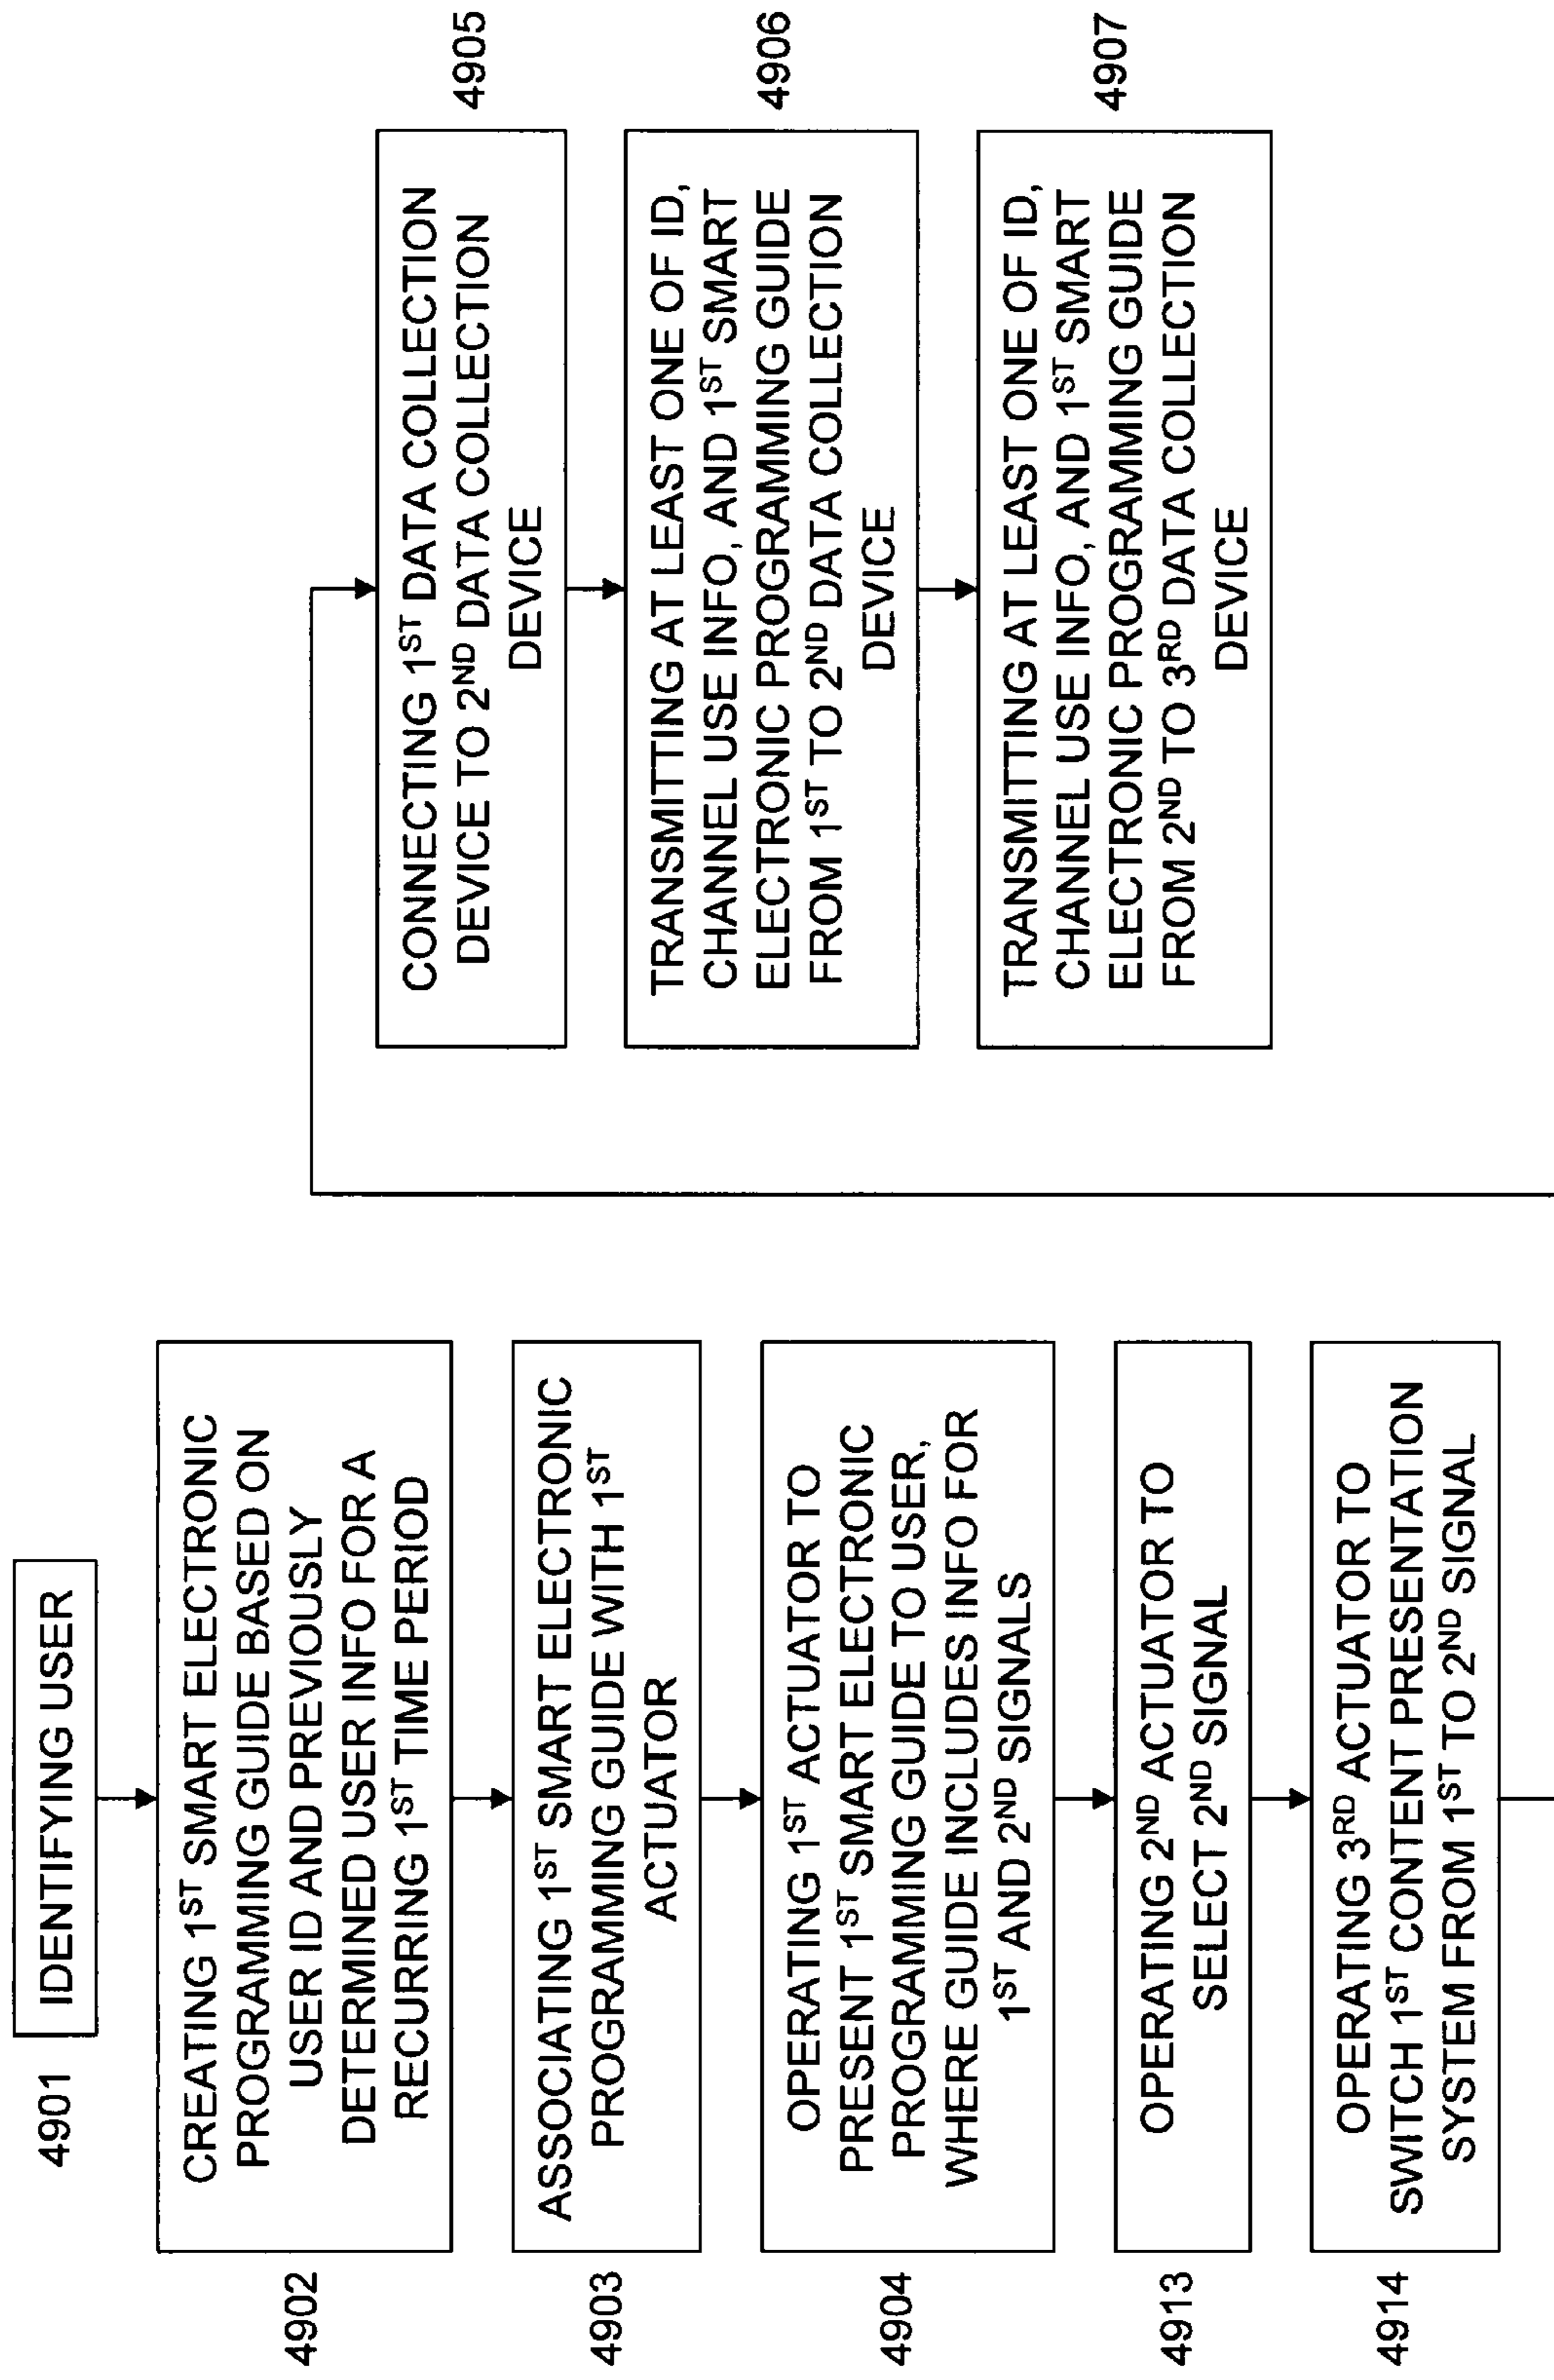 4901
IDENTIFYING USER
4902
CREATING 1ST SMART ELECTRONIC
PROGRAMMING GUIDE BASED ON
USER ID AND PREVIOUSLY
DETERMINED USER INFO FOR A
RECURRING 1ST TIME PERIOD
4903
ASSOCIATING 1ST SMART ELECTRONIC
PROGRAMMING GUIDE WITH 1ST
ACTUATOR
4904
OPERATING 1ST ACTUATOR TO
PRESENT 1ST SMART ELECTRONIC
PROGRAMMING GUIDE TO USER,
WHERE GUIDE INCLUDES INFO FOR
1ST AND 2ND SIGNALS
4913
OPERATING 2ND ACTUATOR TO
SELECT 2ND SIGNAL
4914
OPERATING 3RD ACTUATOR TO
SWITCH 1ST CONTENT PRESENTATION
SYSTEM FROM 1ST TO 2ND SIGNAL
CONNECTING 1ST DATA COLLECTION
DEVICE TO 2ND DATA COLLECTION
DEVICE
4905
TRANSMITTING AT LEAST ONE OF ID,
CHANNEL USE INFO, AND 1ST SMART
ELECTRONIC PROGRAMMING GUIDE
FROM 1ST TO 2ND DATA COLLECTION
DEVICE
4906
TRANSMITTING AT LEAST ONE OF ID,
CHANNEL USE INFO, AND 1ST SMART
ELECTRONIC PROGRAMMING GUIDE
FROM 2ND TO 3RD DATA COLLECTION
DEVICE
4907